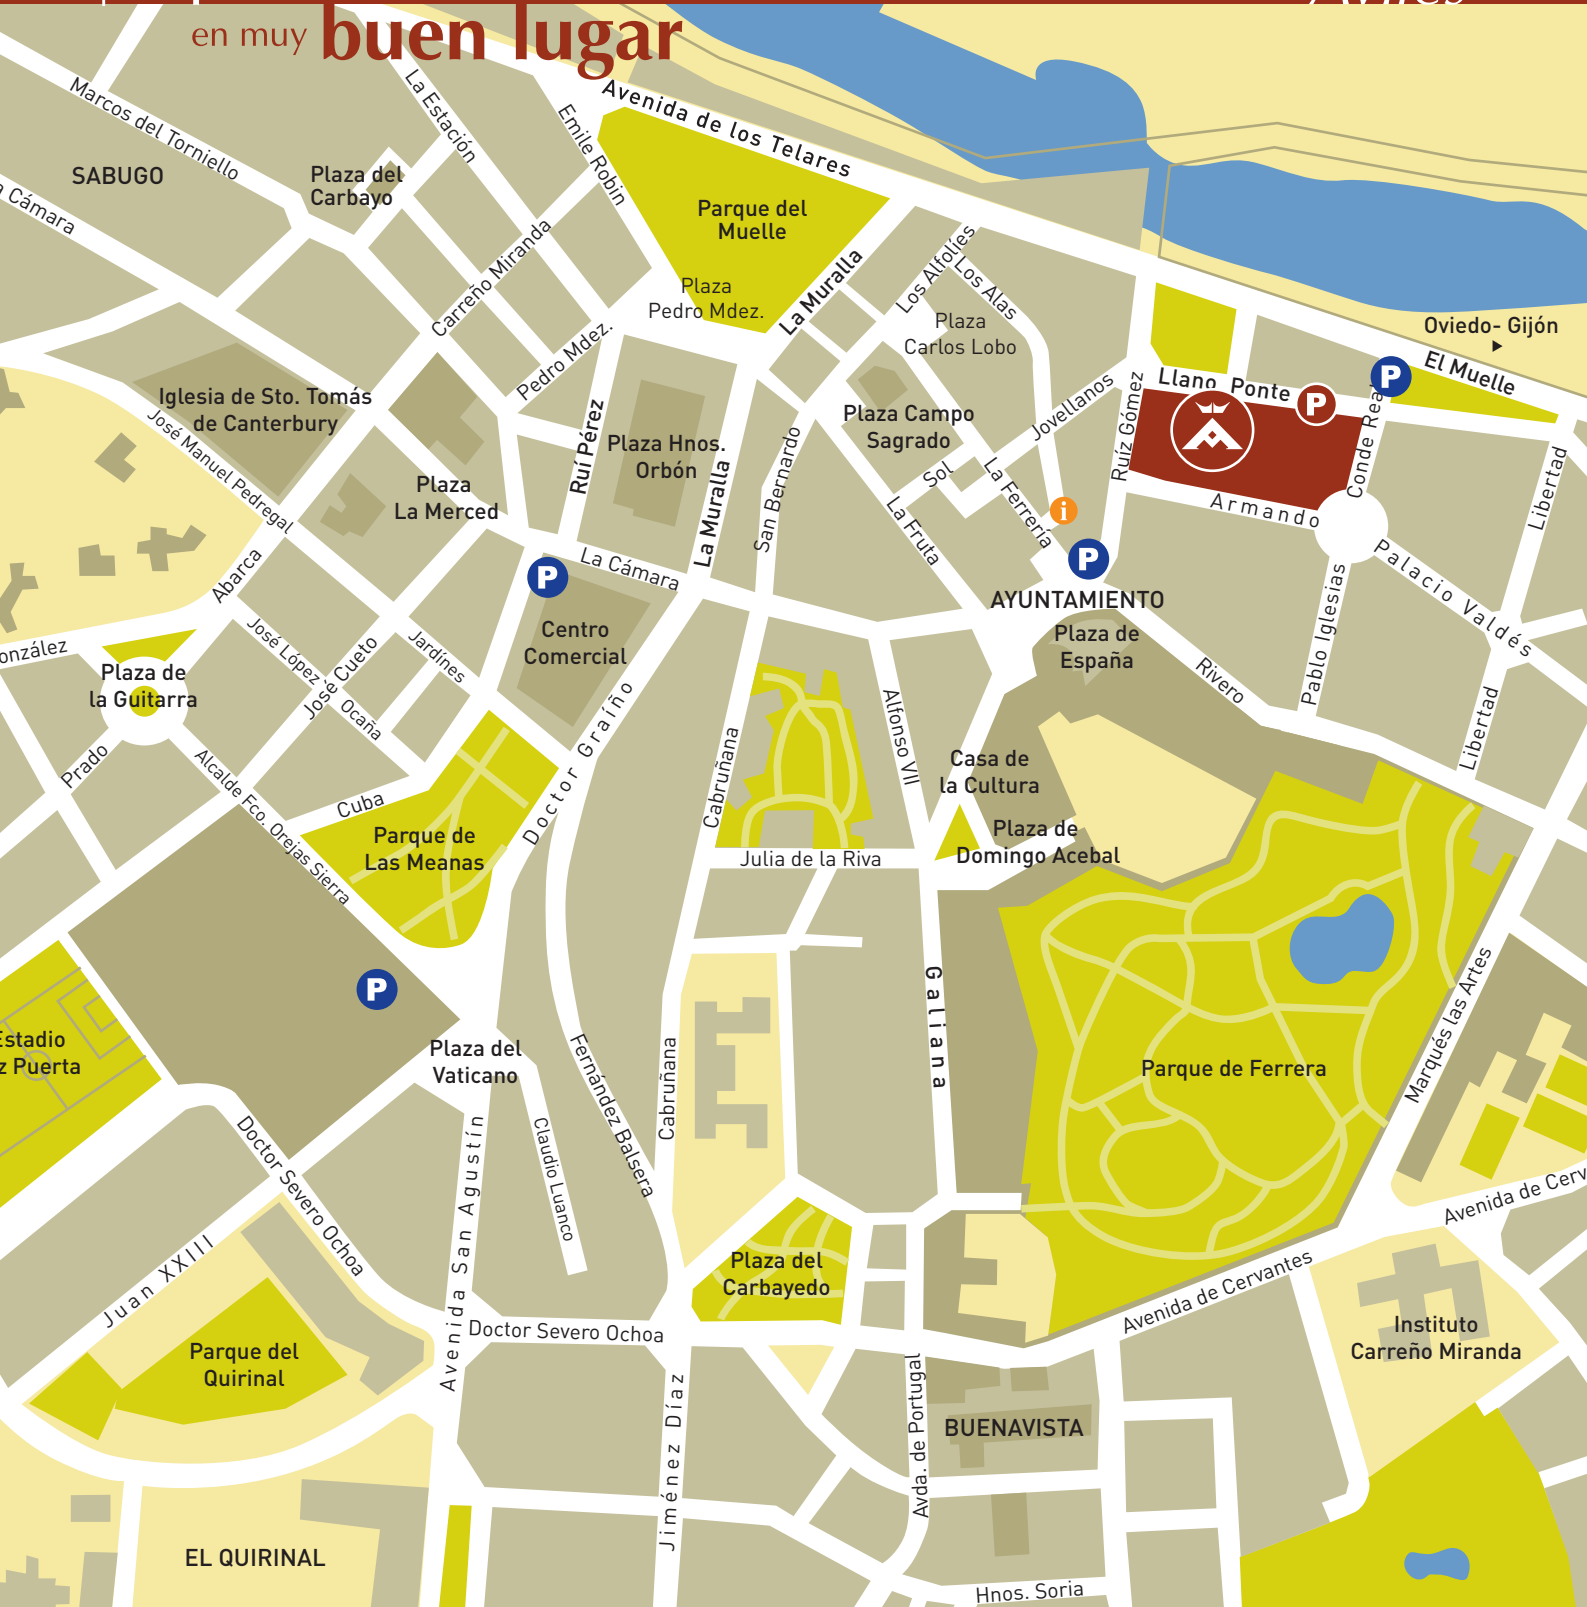 en muy buen lugar
Avenida de los Telares
La Estación
Emile Robin
Marcos del Torniello
SABUGO
Plaza del
Carbayo
Cámara
Parque del
Muelle
Plaza
Pedro Mdez.
La Muralla
Los Alfolíes
Los Alas
Plaza
Carlos Lobo
Carreño Miranda
Pedro Mdez.
Oviedo- Gijón
El Muelle
P
Llano Ponte
P
Conde Real
Ruíz Gómez
Jovellanos
Iglesia de Sto. Tomás
de Canterbury
José Manuel Pedregal
Plaza Campo
Sagrado
Sol
La Ferrería
La Fruta
San Bernardo
Plaza Hnos.
Orbón
Ruí Pérez
La Muralla
Plaza
La Merced
Armando
Palacio Valdés
Libertad
i
P
AYUNTAMIENTO
Plaza de
España
Rivero
Pablo Iglesias
Libertad
La Cámara
P
Centro
Comercial
Abarca
José López Ocaña
José Cueto
Jardínes
Plaza de
la Guitarra
Prado
Alcalde Fco. Orejas Sierra
Cuba
Parque de
Las Meanas
Doctor Graíño
Cabruñana
Alfonso VII
Casa de
la Cultura
Plaza de
Domingo Acebal
Julia de la Riva
Galiana
Parque de Ferrera
Marqués las Artes
P
Plaza del
Vaticano
Claudio Luanco
Fernández Balsera
Cabruñana
Doctor Severo Ochoa
Juan XXIII
Avenida San Agustín
Plaza del
Carbayedo
Doctor Severo Ochoa
Avenida de Cervantes
Avenida de Cerv
Instituto
Carreño Miranda
Parque del
Quirinal
Jiménez Díaz
Avda. de Portugal
BUENAVISTA
EL QUIRINAL
Hnos. Soria